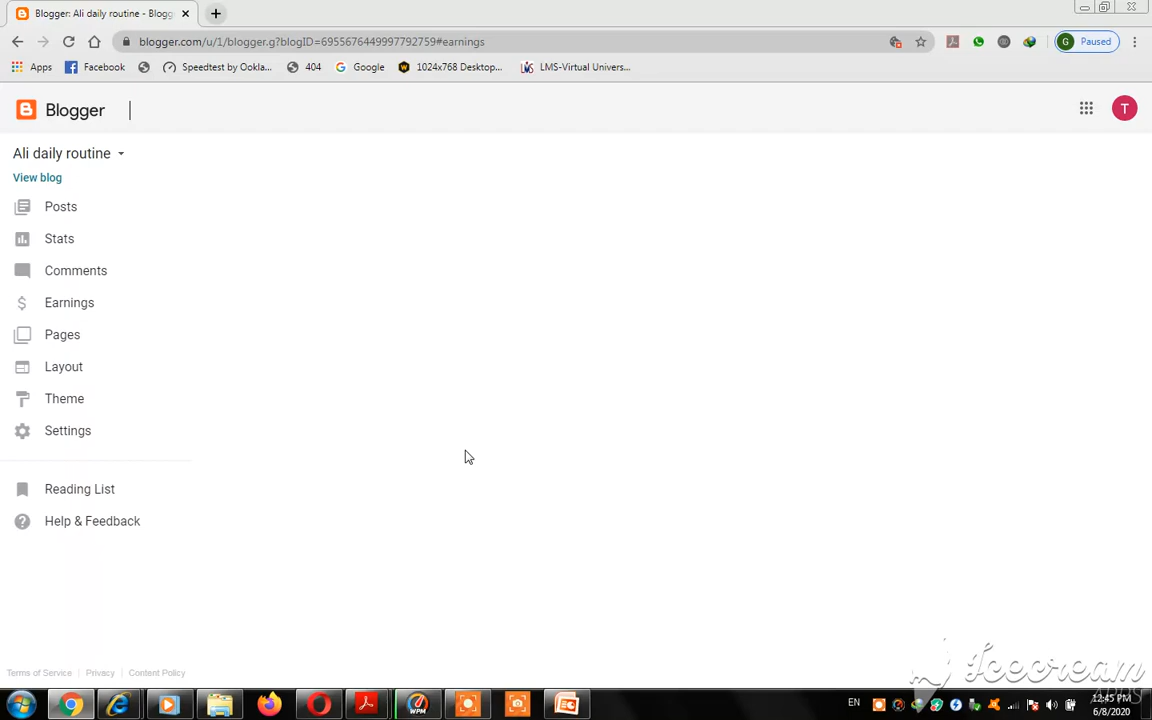 Blogger: Ali daily routine - Blogg
blogger.com/u/1/blogger.g?blogID=6955676449997792759#earnings
G Paused
Apps Facebook Speedtest by Ookla... 404 Google 1024x768 Desktop... LMS-Virtual Univers...
Blogger
T
Ali daily routine
View blog
Posts
Stats
Comments
Earnings
Pages
Layout
Theme
Settings
Reading List
Help & Feedback
Terms of Service | Privacy | Content Policy
Icecream
APPS
WPM
EN
12:45 PM
6/8/2020